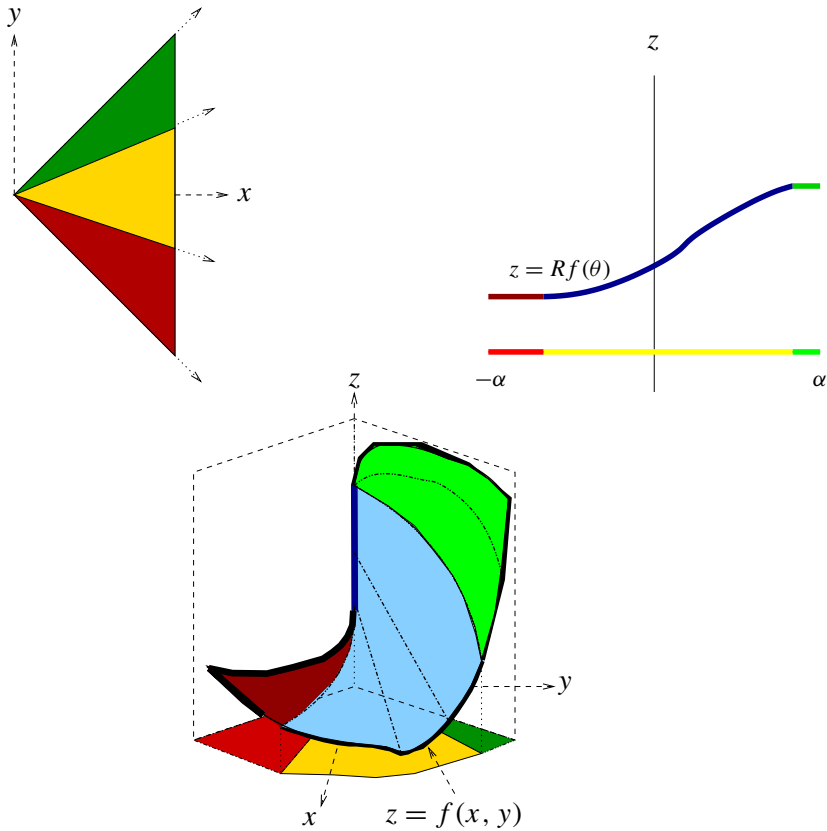 y
x
z
z = Rf(θ)
−α
α
z
y
x
z = f(x, y)